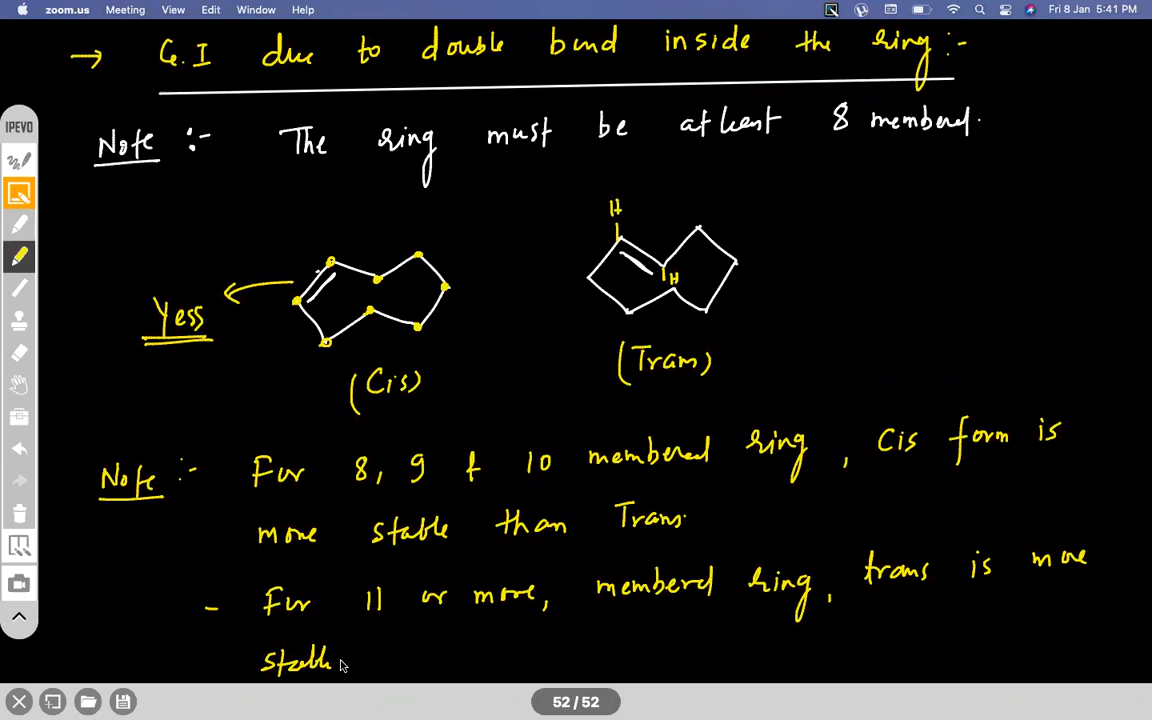 zoom.us Meeting View Edit Window Help Fri 8 Jan 5:41 PM
→ G.I due to double bond inside the ring :-
IPEVO
Note :- The ring must be atleast 8 membered.
H
H
Yess
(Cis)
(Trans)
Note :- For 8, 9 & 10 membered ring, Cis form is
more stable than Trans.
- For 11 or more, membered ring, trans is more
stable
52 / 52